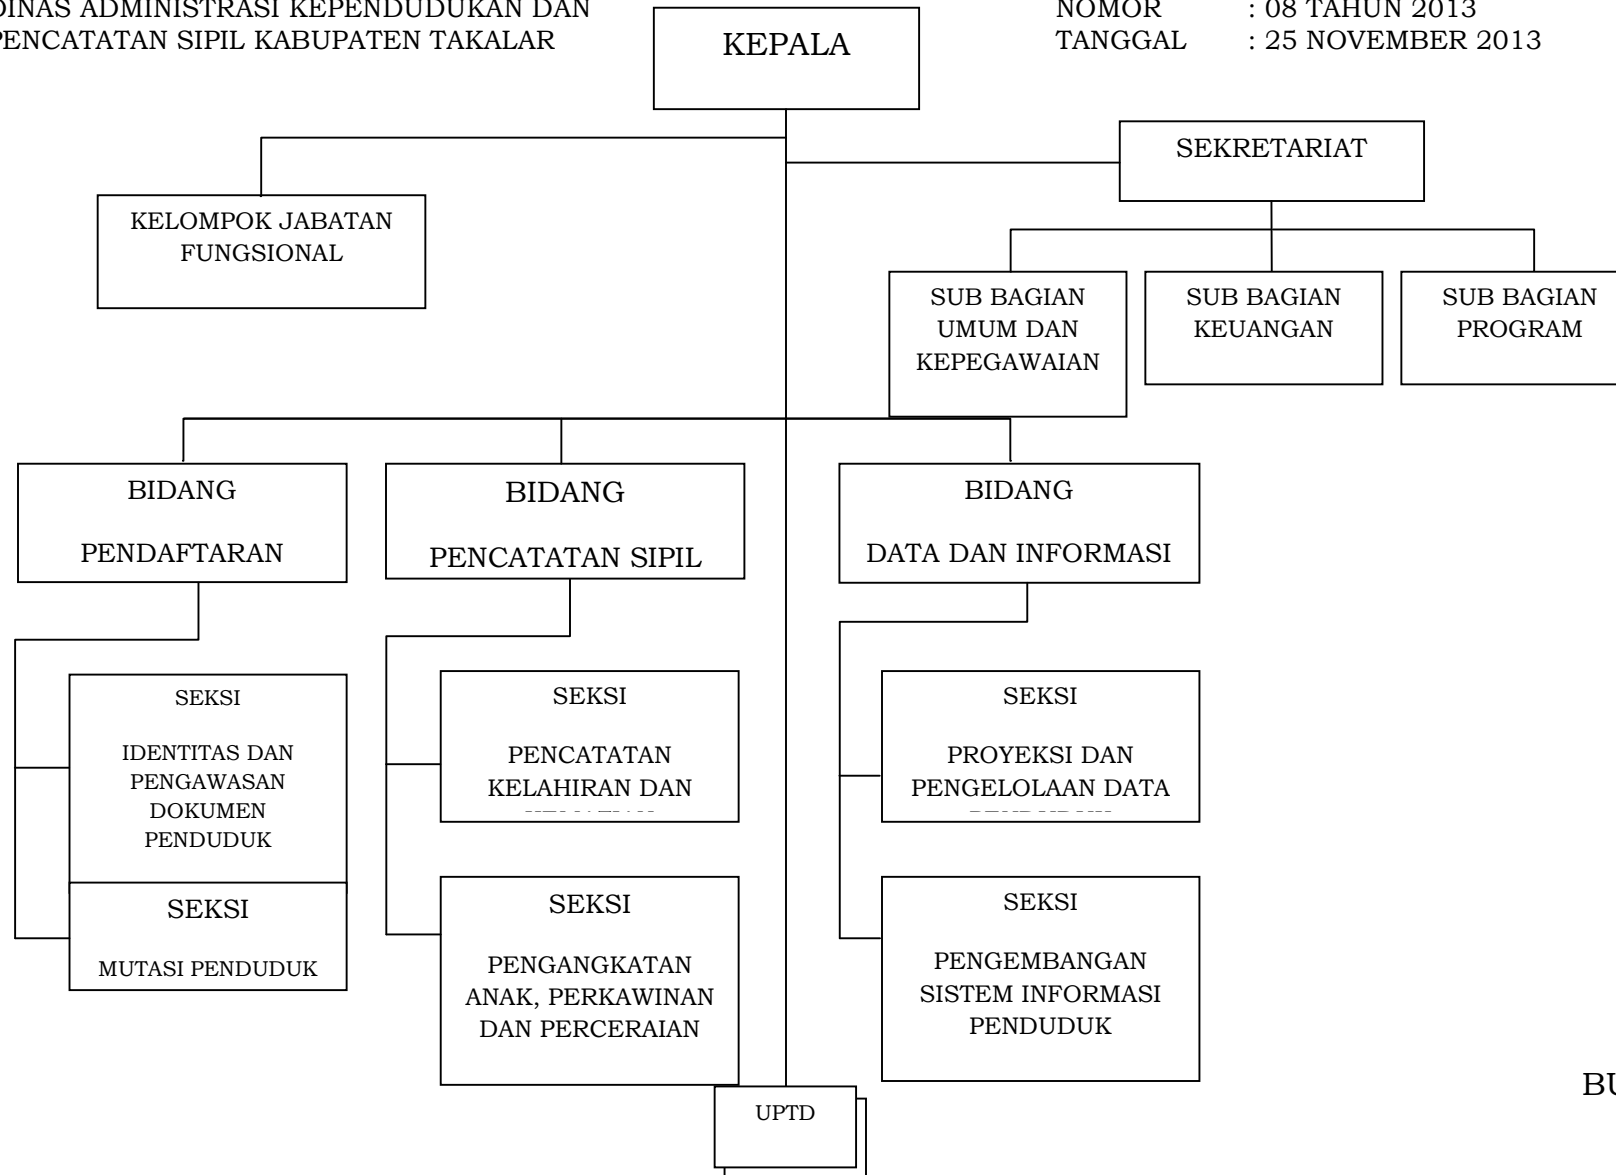 DINAS ADMINISTRASI KEPENDUDUKAN DAN
PENCATATAN SIPIL KABUPATEN TAKALAR
NOMOR : 08 TAHUN 2013
TANGGAL : 25 NOVEMBER 2013
KEPALA
SEKRETARIAT
KELOMPOK JABATAN
FUNGSIONAL
SUB BAGIAN
UMUM DAN
KEPEGAWAIAN
SUB BAGIAN
KEUANGAN
SUB BAGIAN
PROGRAM
BIDANG
PENDAFTARAN
BIDANG
PENCATATAN SIPIL
BIDANG
DATA DAN INFORMASI
SEKSI
IDENTITAS DAN
PENGAWASAN
DOKUMEN
PENDUDUK
SEKSI
PENCATATAN
KELAHIRAN DAN
SEKSI
PROYEKSI DAN
PENGELOLAAN DATA
SEKSI
MUTASI PENDUDUK
SEKSI
PENGANGKATAN
ANAK, PERKAWINAN
DAN PERCERAIAN
SEKSI
PENGEMBANGAN
SISTEM INFORMASI
PENDUDUK
UPTD